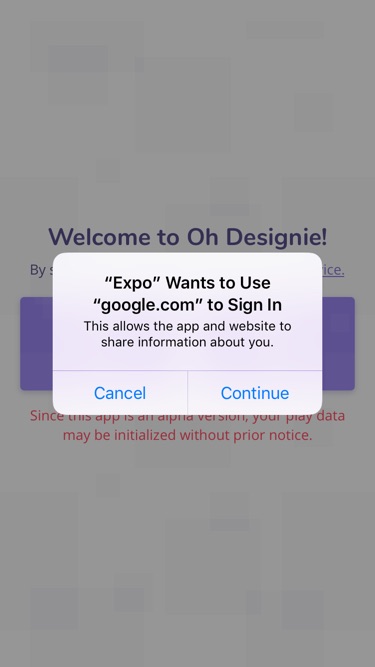 Welcome to Oh Designie!
By
ice.
“Expo” Wants to Use
“google.com” to Sign In
This allows the app and website to
share information about you.
Cancel
Continue
Since this app is an alpha version, your play data
may be initialized without prior notice.